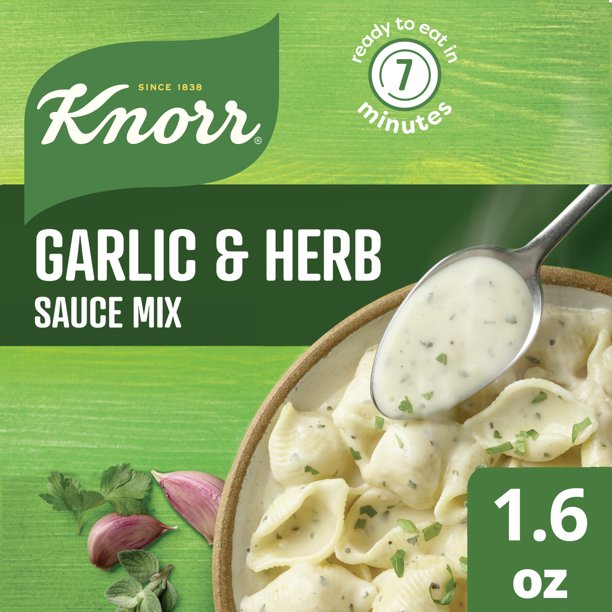 SINCE 1838
Knorr®
ready to eat in
7
minutes
GARLIC & HERB
SAUCE MIX
1.6
oz